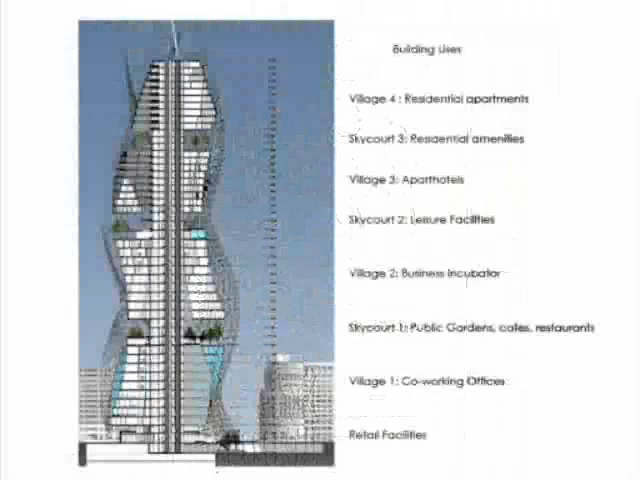 Building Uses
Village 4 : Residential apartments
Skycourt 3: Residential amenities
Village 3: Aparthotels
Skycourt 2: Leisure Facilities
Village 2: Business Incubator
Skycourt 1: Public Gardens, cafes, restaurants
Village 1: Co-working Offices
Retail Facilities